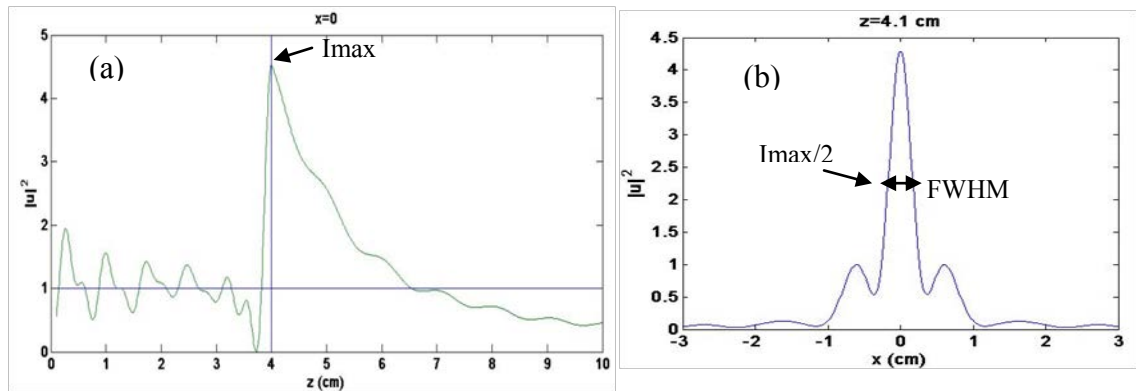 x=0
Imax
(a)
5
4
3
2
1
0
|u|²
0 1 2 3 4 5 6 7 8 9 10
z (cm)
z=4.1 cm
(b)
4.5
4
3.5
3
2.5
2
1.5
1
0.5
0
|u|²
Imax/2
FWHM
-3 -2 -1 0 1 2 3
x (cm)